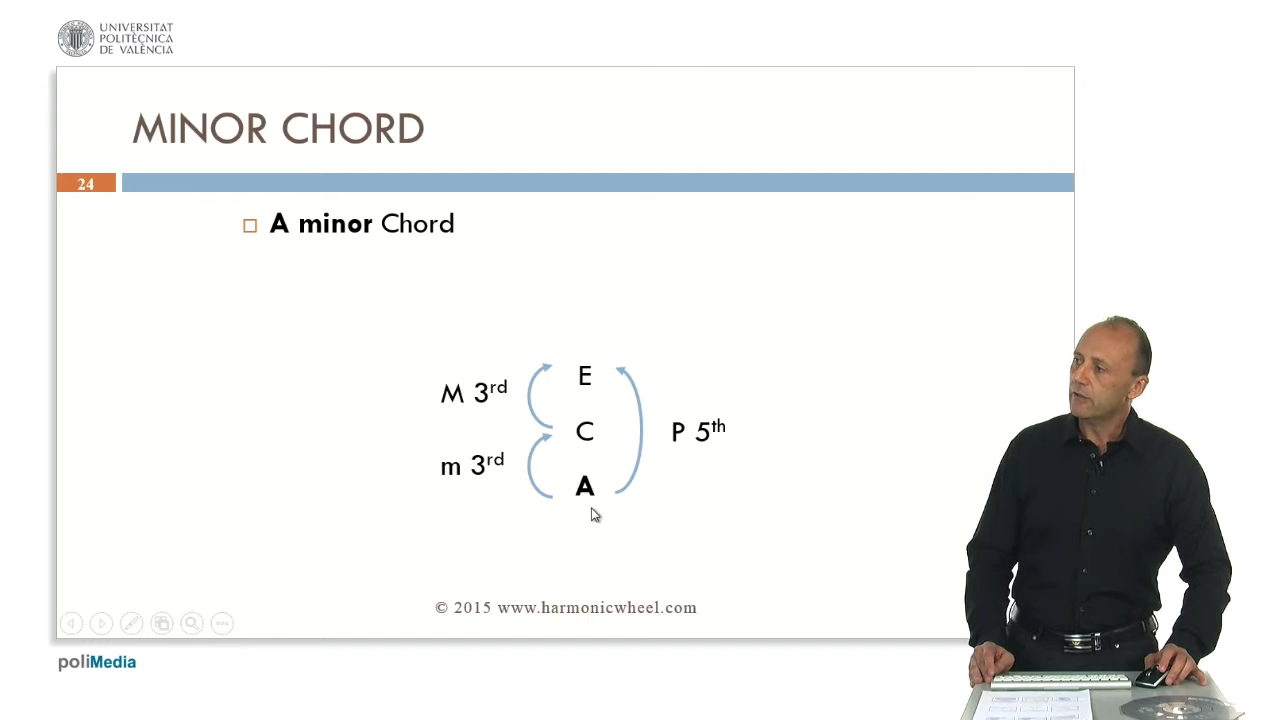 UNIVERSITAT
POLITÈCNICA
DE VALÈNCIA
MINOR CHORD
24
A minor Chord
E
M 3rd
C
P 5th
m 3rd
A
© 2015 www.harmonicwheel.com
poliMedia